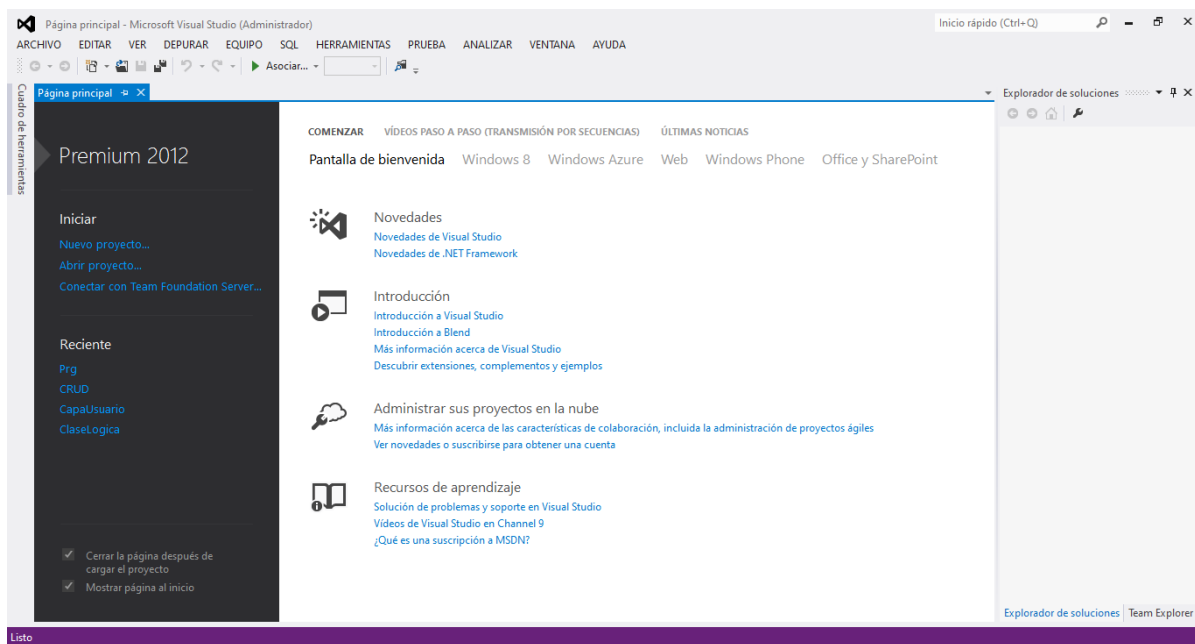 Página principal - Microsoft Visual Studio (Administrador)
Inicio rápido (Ctrl+Q)
ARCHIVO EDITAR VER DEPURAR EQUIPO SQL HERRAMIENTAS PRUEBA ANALIZAR VENTANA AYUDA
Asociar...
Cuadro de herramientas
Página principal
Explorador de soluciones
Premium 2012
Iniciar
Nuevo proyecto...
Abrir proyecto...
Conectar con Team Foundation Server...
Reciente
Prg
CRUD
CapaUsuario
ClaseLogica
Cerrar la página después de
cargar el proyecto
Mostrar página al inicio
COMENZAR VÍDEOS PASO A PASO (TRANSMISIÓN POR SECUENCIAS) ÚLTIMAS NOTICIAS
Pantalla de bienvenida Windows 8 Windows Azure Web Windows Phone Office y SharePoint
Novedades
Novedades de Visual Studio
Novedades de .NET Framework
Introducción
Introducción a Visual Studio
Introducción a Blend
Más información acerca de Visual Studio
Descubrir extensiones, complementos y ejemplos
Administrar sus proyectos en la nube
Más información acerca de las características de colaboración, incluida la administración de proyectos ágiles
Ver novedades o suscribirse para obtener una cuenta
Recursos de aprendizaje
Solución de problemas y soporte en Visual Studio
Vídeos de Visual Studio en Channel 9
¿Qué es una suscripción a MSDN?
Explorador de soluciones Team Explorer
Listo